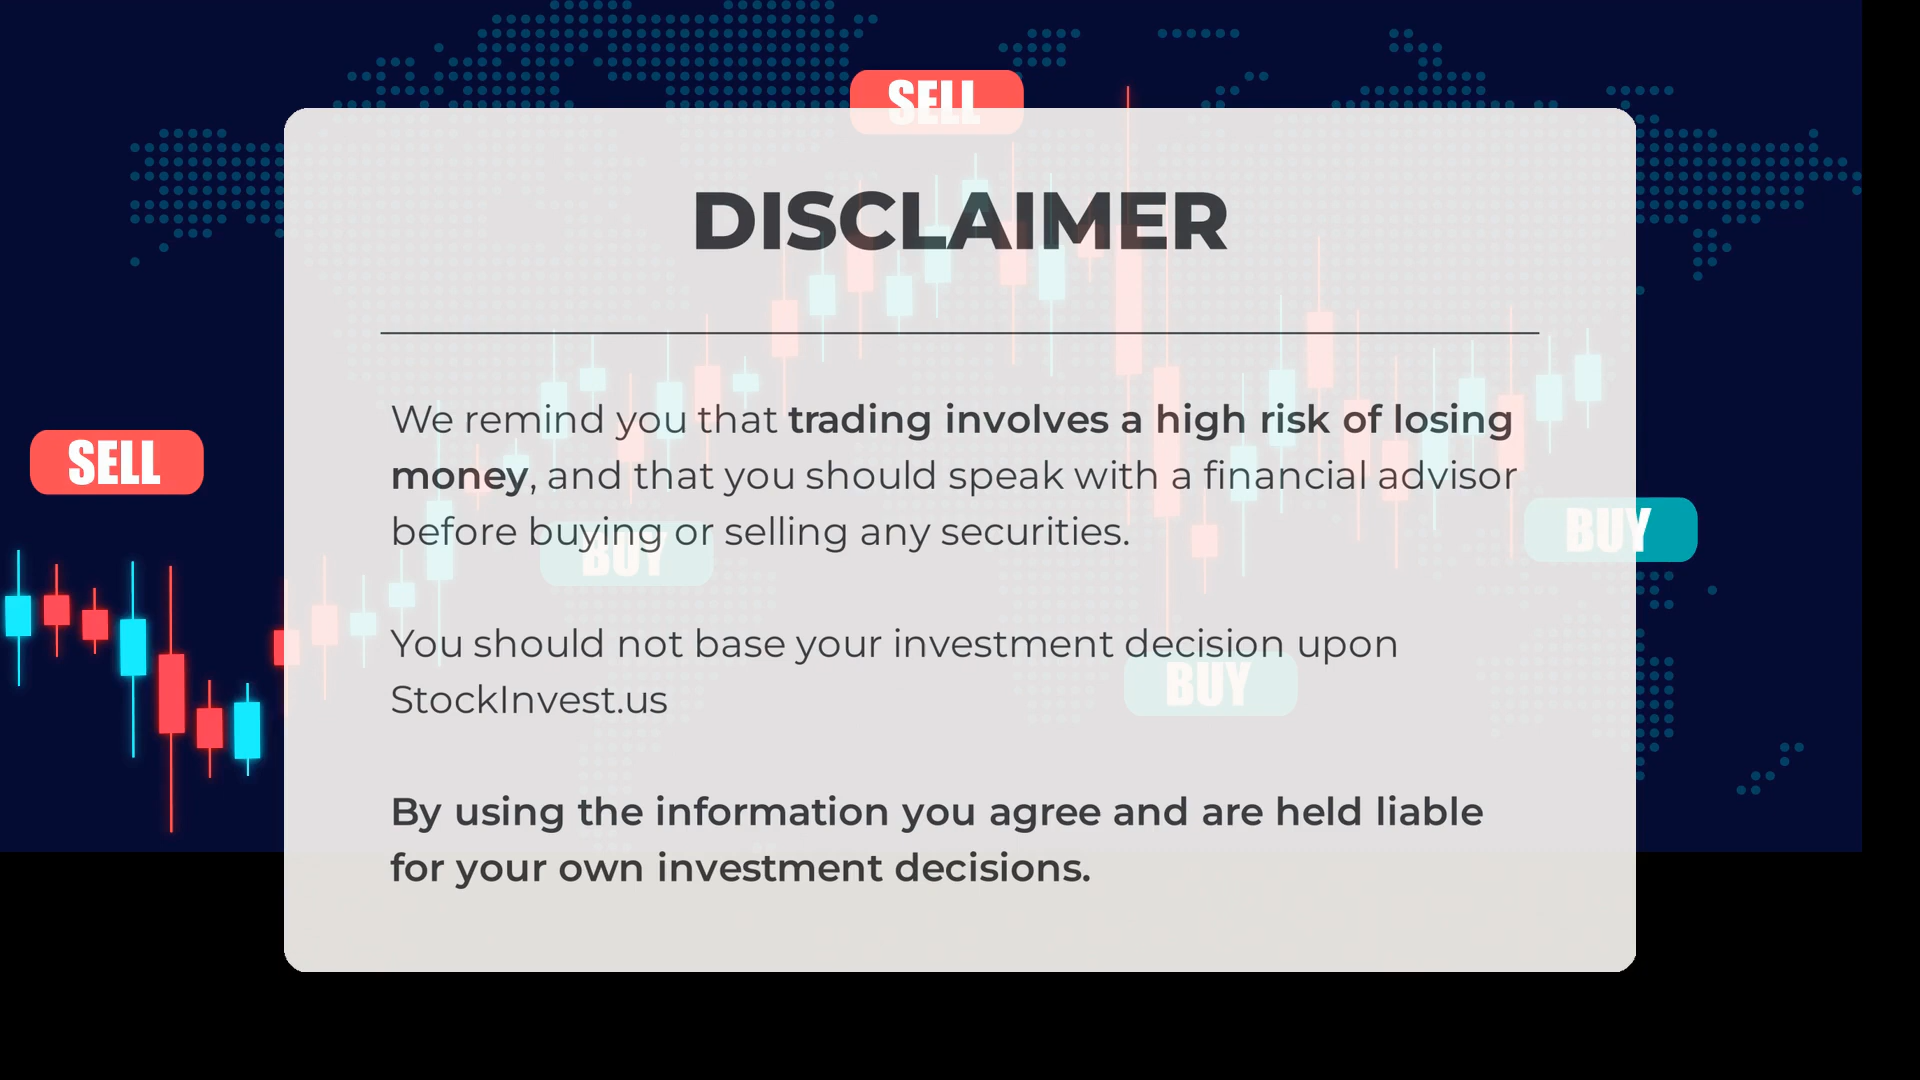 SELL
DISCLAIMER
We remind you that trading involves a high risk of losing
money, and that you should speak with a financial advisor
before buying or selling any securities.
SELL
BUY
BUY
You should not base your investment decision upon
StockInvest.us
BUY
By using the information you agree and are held liable
for your own investment decisions.